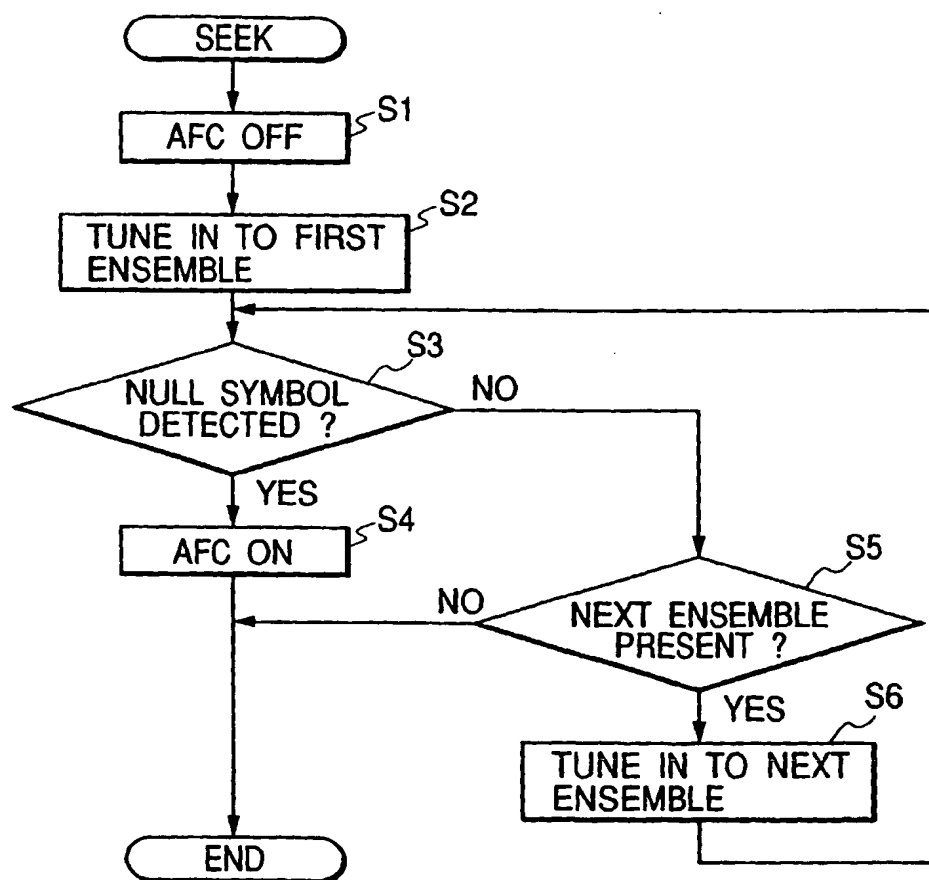 SEEK
S1
AFC OFF
S2
TUNE IN TO FIRST
ENSEMBLE
S3
NULL SYMBOL
DETECTED ?
NO
YES
S4
AFC ON
S5
NO
NEXT ENSEMBLE
PRESENT ?
YES
S6
TUNE IN TO NEXT
ENSEMBLE
END